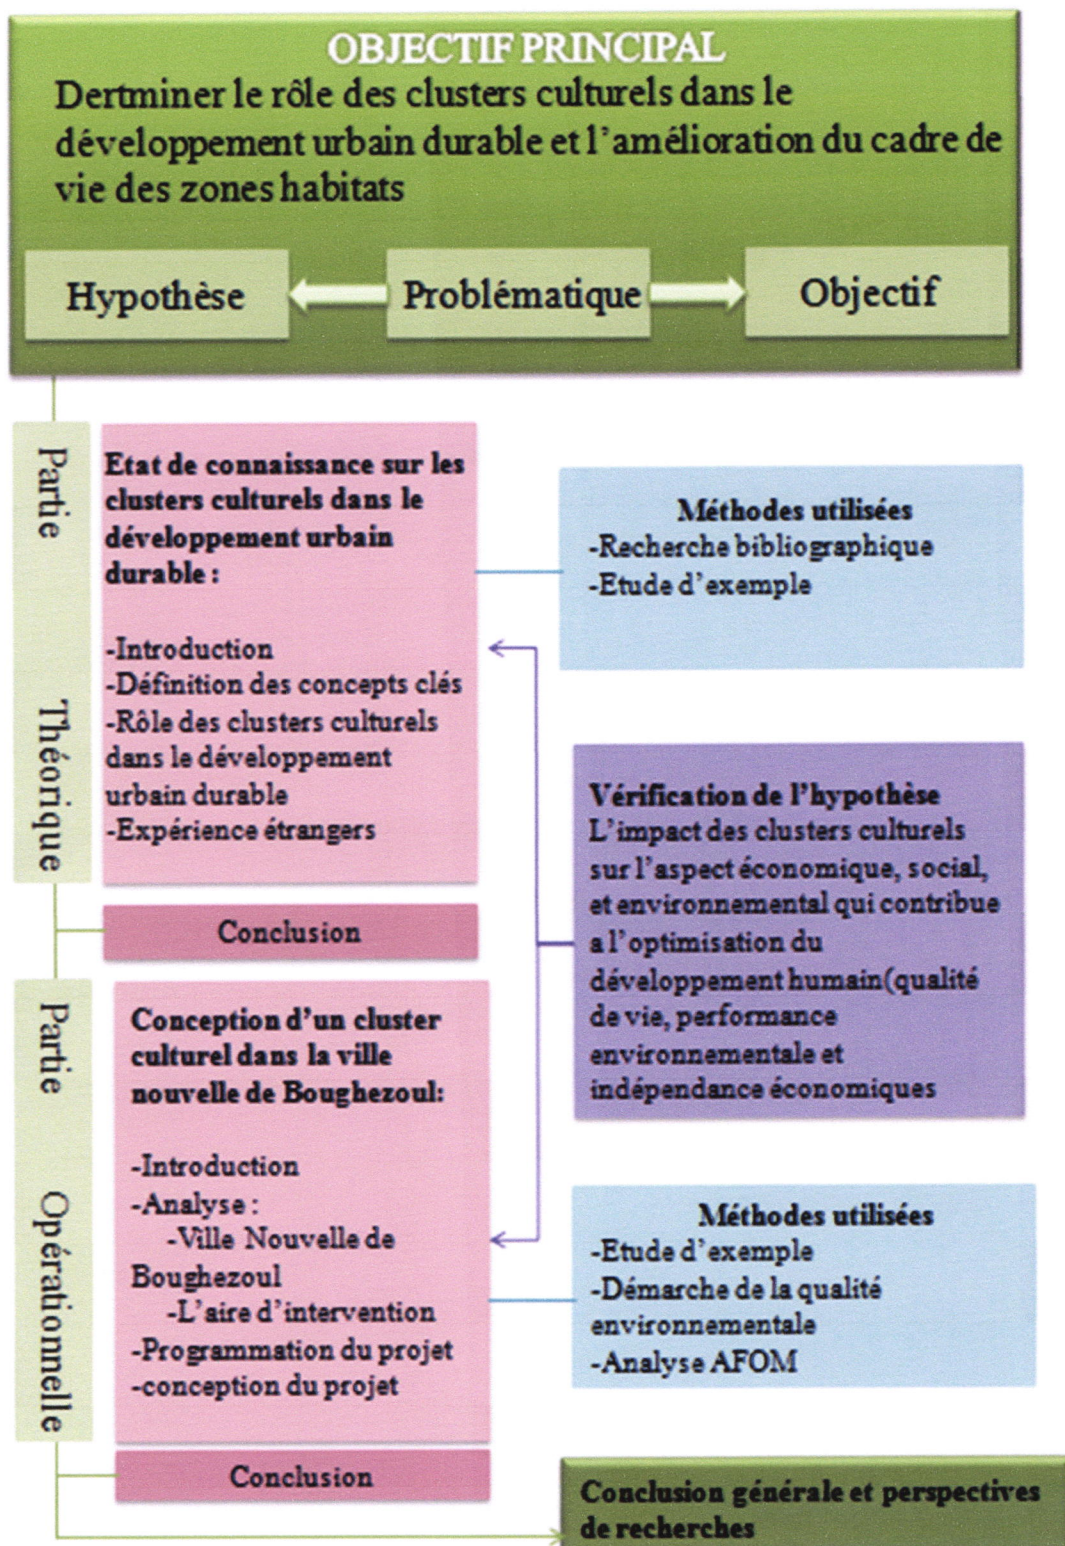 OBJECTIF PRINCIPAL
Dertminer le rôle des clusters culturels dans le
développement urbain durable et l'amélioration du cadre de
vie des zones habitats
Hypothèse
Problématique
Objectif
Partie Théorique
Etat de connaissance sur les
clusters culturels dans le
développement urbain
durable :
-Introduction
-Définition des concepts clés
-Rôle des clusters culturels
dans le développement
urbain durable
-Expérience étrangers
Méthodes utilisées
-Recherche bibliographique
-Etude d'exemple
Conclusion
Vérification de l'hypothèse
L'impact des clusters culturels
sur l'aspect économique, social,
et environnemental qui contribue
a l'optimisation du
développement humain(qualité
de vie, performance
environnementale et
indépendance économiques
Partie Opérationnelle
Conception d'un cluster
culturel dans la ville
nouvelle de Boughezoul:
-Introduction
-Analyse :
-Ville Nouvelle de
Boughezoul
-L'aire d'intervention
-Programmation du projet
-conception du projet
Méthodes utilisées
-Etude d'exemple
-Démarche de la qualité
environnementale
-Analyse AFOM
Conclusion
Conclusion générale et perspectives
de recherches